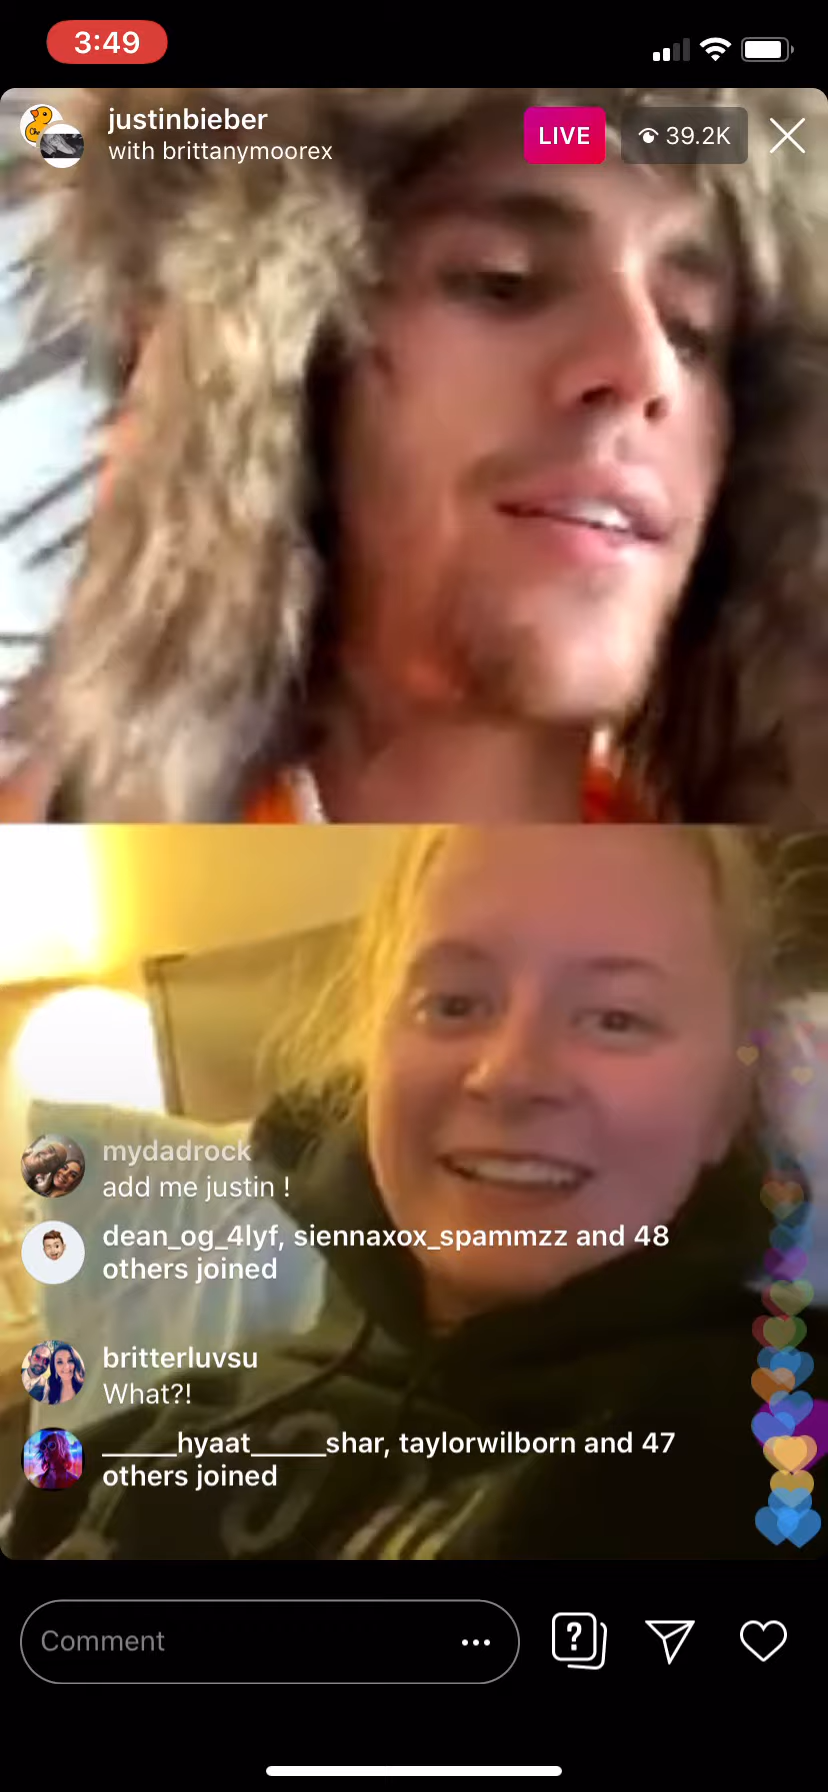 3:49
justinbieber
with brittanymoorex
LIVE
39.2K
mydadrock
add me justin !
dean_og_4lyf, siennaxox_spammzz and 48
others joined
britterluvsu
What?!
______hyaat______shar, taylorwilborn and 47
others joined
Comment